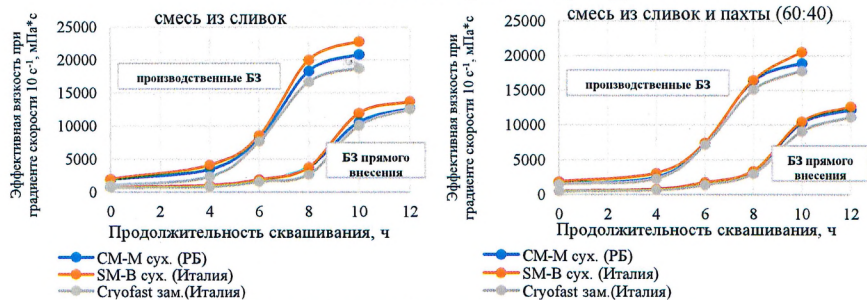 смесь из сливок
Эффективная вязкость при
градиенте скорости 10 с⁻¹, мПа*с
25000
20000
15000
10000
5000
0
производственные БЗ
БЗ прямого
внесения
0 2 4 6 8 10 12
Продолжительность сквашивания, ч
СМ-М сух. (РБ)
SM-B сух. (Италия)
Cryofast зам.(Италия)
смесь из сливок и пахты (60:40)
Эффективная вязкость при
градиенте скорости 10 с⁻¹, мПа*с
25000
20000
15000
10000
5000
0
производственные БЗ
БЗ прямого
внесения
0 2 4 6 8 10 12
Продолжительность сквашивания, ч
СМ-М сух. (РБ)
SM-B сух. (Италия)
Cryofast зам.(Италия)